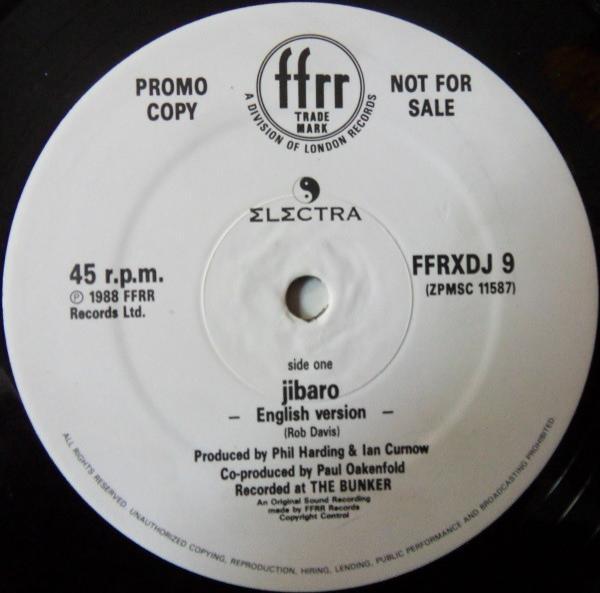 PROMO
COPY
ffrr
TRADE
MARK
A DIVISION OF LONDON RECORDS
NOT FOR
SALE
ΣLΣCTRA
45 r.p.m.
℗ 1988 FFRR
Records Ltd.
FFRXDJ 9
(ZPMSC 11587)
side one
jibaro
– English version –
(Rob Davis)
Produced by Phil Harding & Ian Curnow
Co-produced by Paul Oakenfold
Recorded at THE BUNKER
An Original Sound Recording
made by FFRR Records
Copyright Control
ALL RIGHTS RESERVED. UNAUTHORIZED COPYING, REPRODUCTION, HIRING, LENDING, PUBLIC PERFORMANCE AND BROADCASTING PROHIBITED